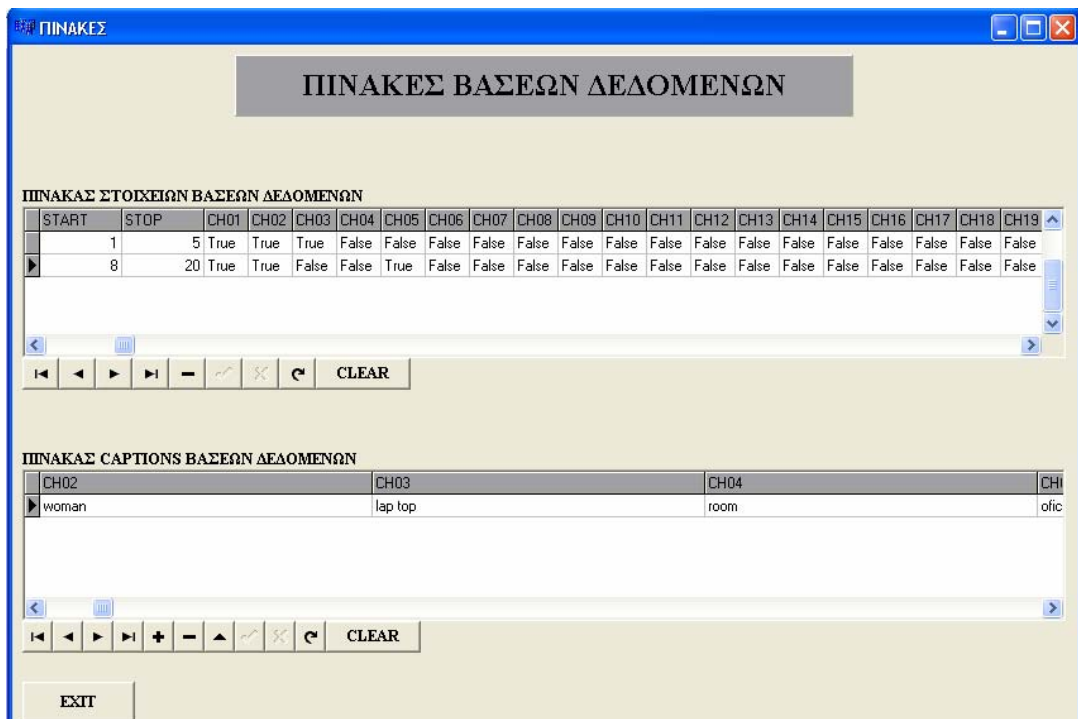 ΠΙΝΑΚΕΣ
ΠΙΝΑΚΕΣ ΒΑΣΕΩΝ ΔΕΔΟΜΕΝΩΝ
ΠΙΝΑΚΑΣ ΣΤΟΙΧΕΙΩΝ ΒΑΣΕΩΝ ΔΕΔΟΜΕΝΩΝ
START STOP CH01 CH02 CH03 CH04 CH05 CH06 CH07 CH08 CH09 CH10 CH11 CH12 CH13 CH14 CH15 CH16 CH17 CH18 CH19
1 5 True True True False False False False False False False False False False False False False False False False
8 20 True True False False True False False False False False False False False False False False False False False
CLEAR
ΠΙΝΑΚΑΣ CAPTIONS ΒΑΣΕΩΝ ΔΕΔΟΜΕΝΩΝ
CH02 CH03 CH04
woman lap top room ofic
CLEAR
EXIT